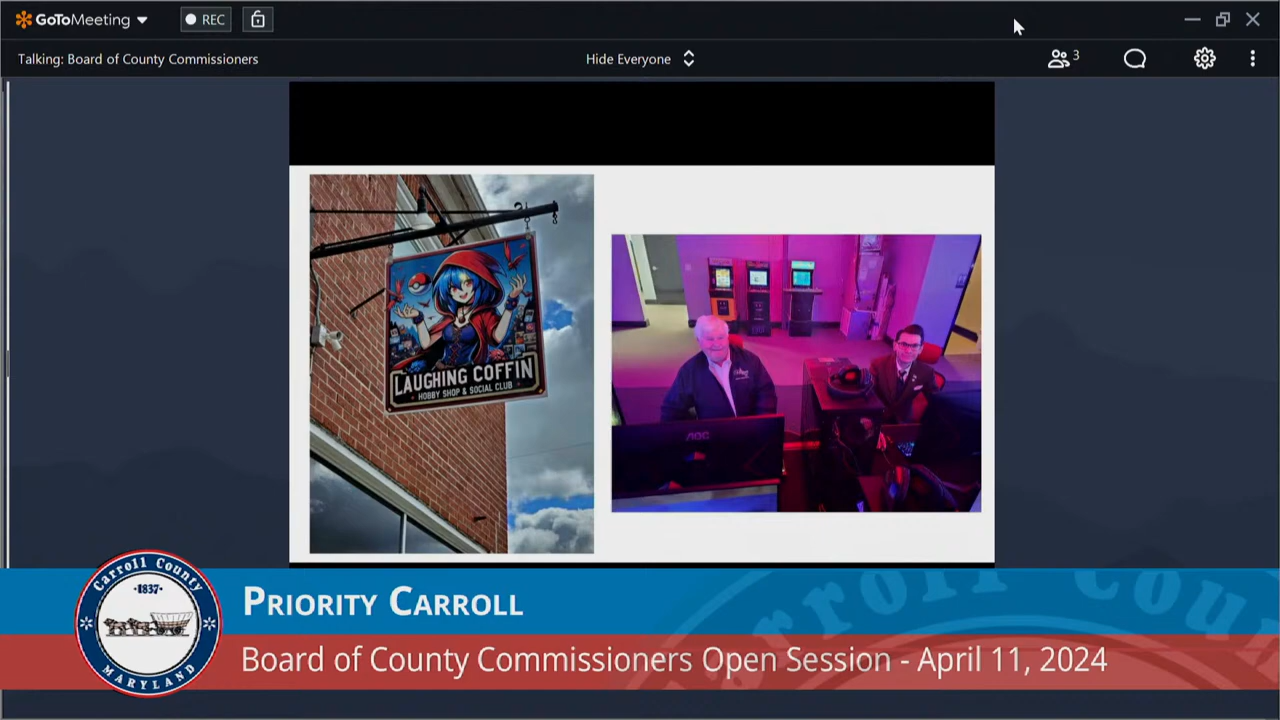 GoToMeeting
REC
Talking: Board of County Commissioners
Hide Everyone
3
LAUGHING COFFIN
HOBBY SHOP & SOCIAL CLUB
AOC
Carroll County
·1837·
MARYLAND
PRIORITY CARROLL
Board of County Commissioners Open Session - April 11, 2024